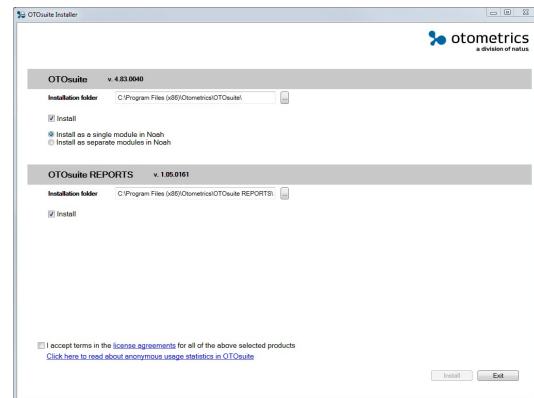 OTOsuite Installer
otometrics
a division of natus
OTOsuite v. 4.83.0040
Installation folder C:\Program Files (x86)\Otometrics\OTOsuite\ ...
Install
Install as a single module in Noah
Install as separate modules in Noah
OTOsuite REPORTS v. 1.05.0161
Installation folder C:\Program Files (x86)\Otometrics\OTOsuite REPORTS\ ...
Install
I accept terms in the license agreements for all of the above selected products
Click here to read about anonymous usage statistics in OTOsuite
Install Exit